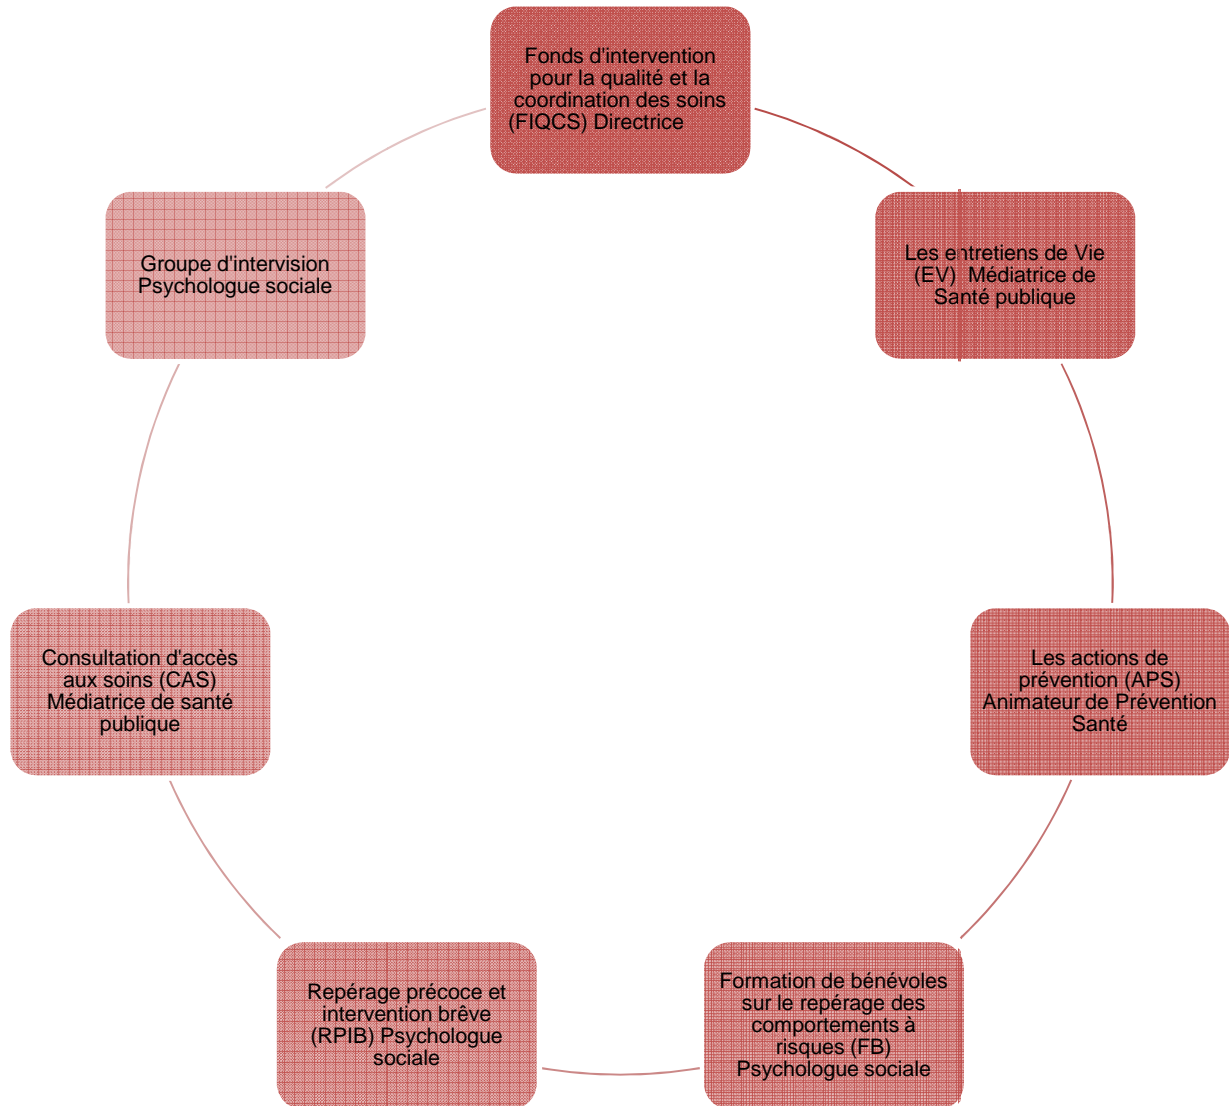 Fonds d'intervention
pour la qualité et la
coordination des soins
(FIQCS) Directrice
Les entretiens de Vie
(EV) Médiatrice de
Santé publique
Les actions de
prévention (APS)
Animateur de Prévention
Santé
Formation de bénévoles
sur le repérage des
comportements à
risques (FB)
Psychologue sociale
Repérage précoce et
intervention brêve
(RPIB) Psychologue
sociale
Consultation d'accès
aux soins (CAS)
Médiatrice de santé
publique
Groupe d'intervision
Psychologue sociale